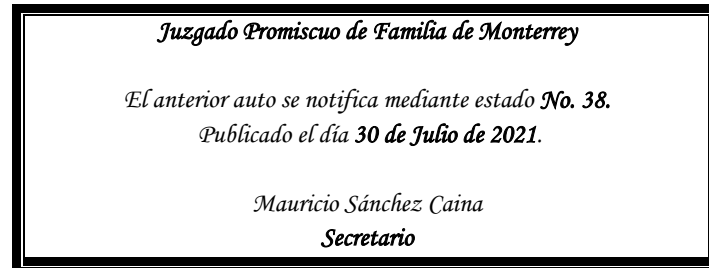 Juzgado Promiscuo de Familia de Monterrey
El anterior auto se notifica mediante estado No. 38.
Publicado el día 30 de Julio de 2021.
Mauricio Sánchez Caina
Secretario